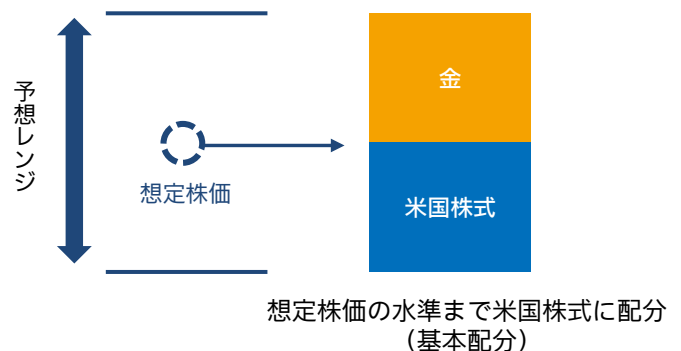 予想レンジ
想定株価
金
米国株式
想定株価の水準まで米国株式に配分
（基本配分）